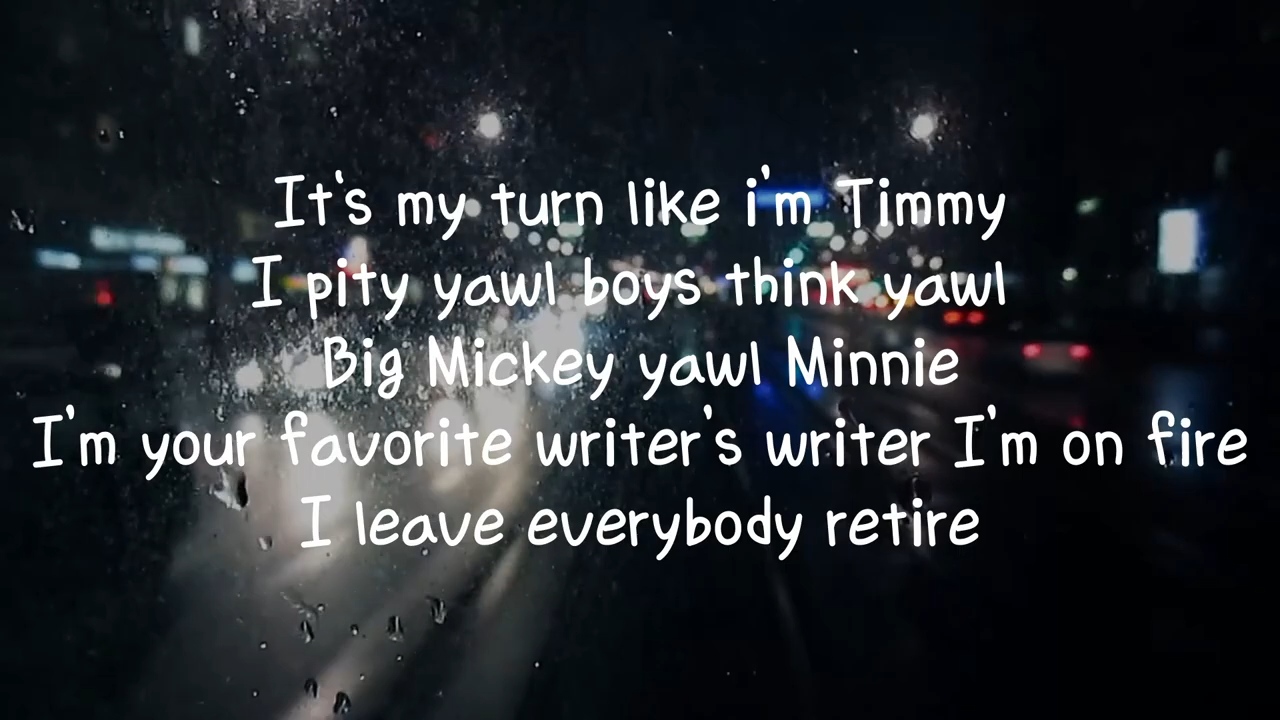 It's my turn like i'm Timmy
I pity yawl boys think yawl
Big Mickey yawl Minnie
I'm your favorite writer's writer I'm on fire
I leave everybody retire